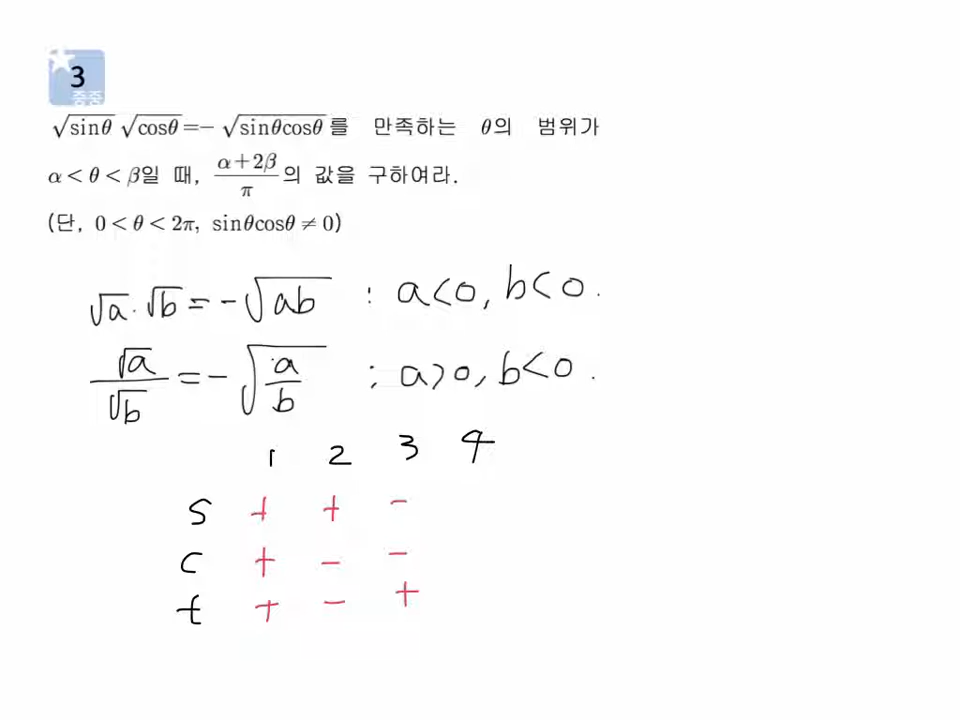 3
중중
√sinθ √cosθ = − √sinθcosθ 를 만족하는 θ의 범위가
α < θ < β일 때, (α+2β)/π 의 값을 구하여라.
(단, 0 < θ < 2π, sinθcosθ ≠ 0)
√a · √b = − √ab : a<0, b<0.
√a/√b = − √(a/b) ; a>0, b<0.
1 2 3 4
s + + −
c + − −
t + − +